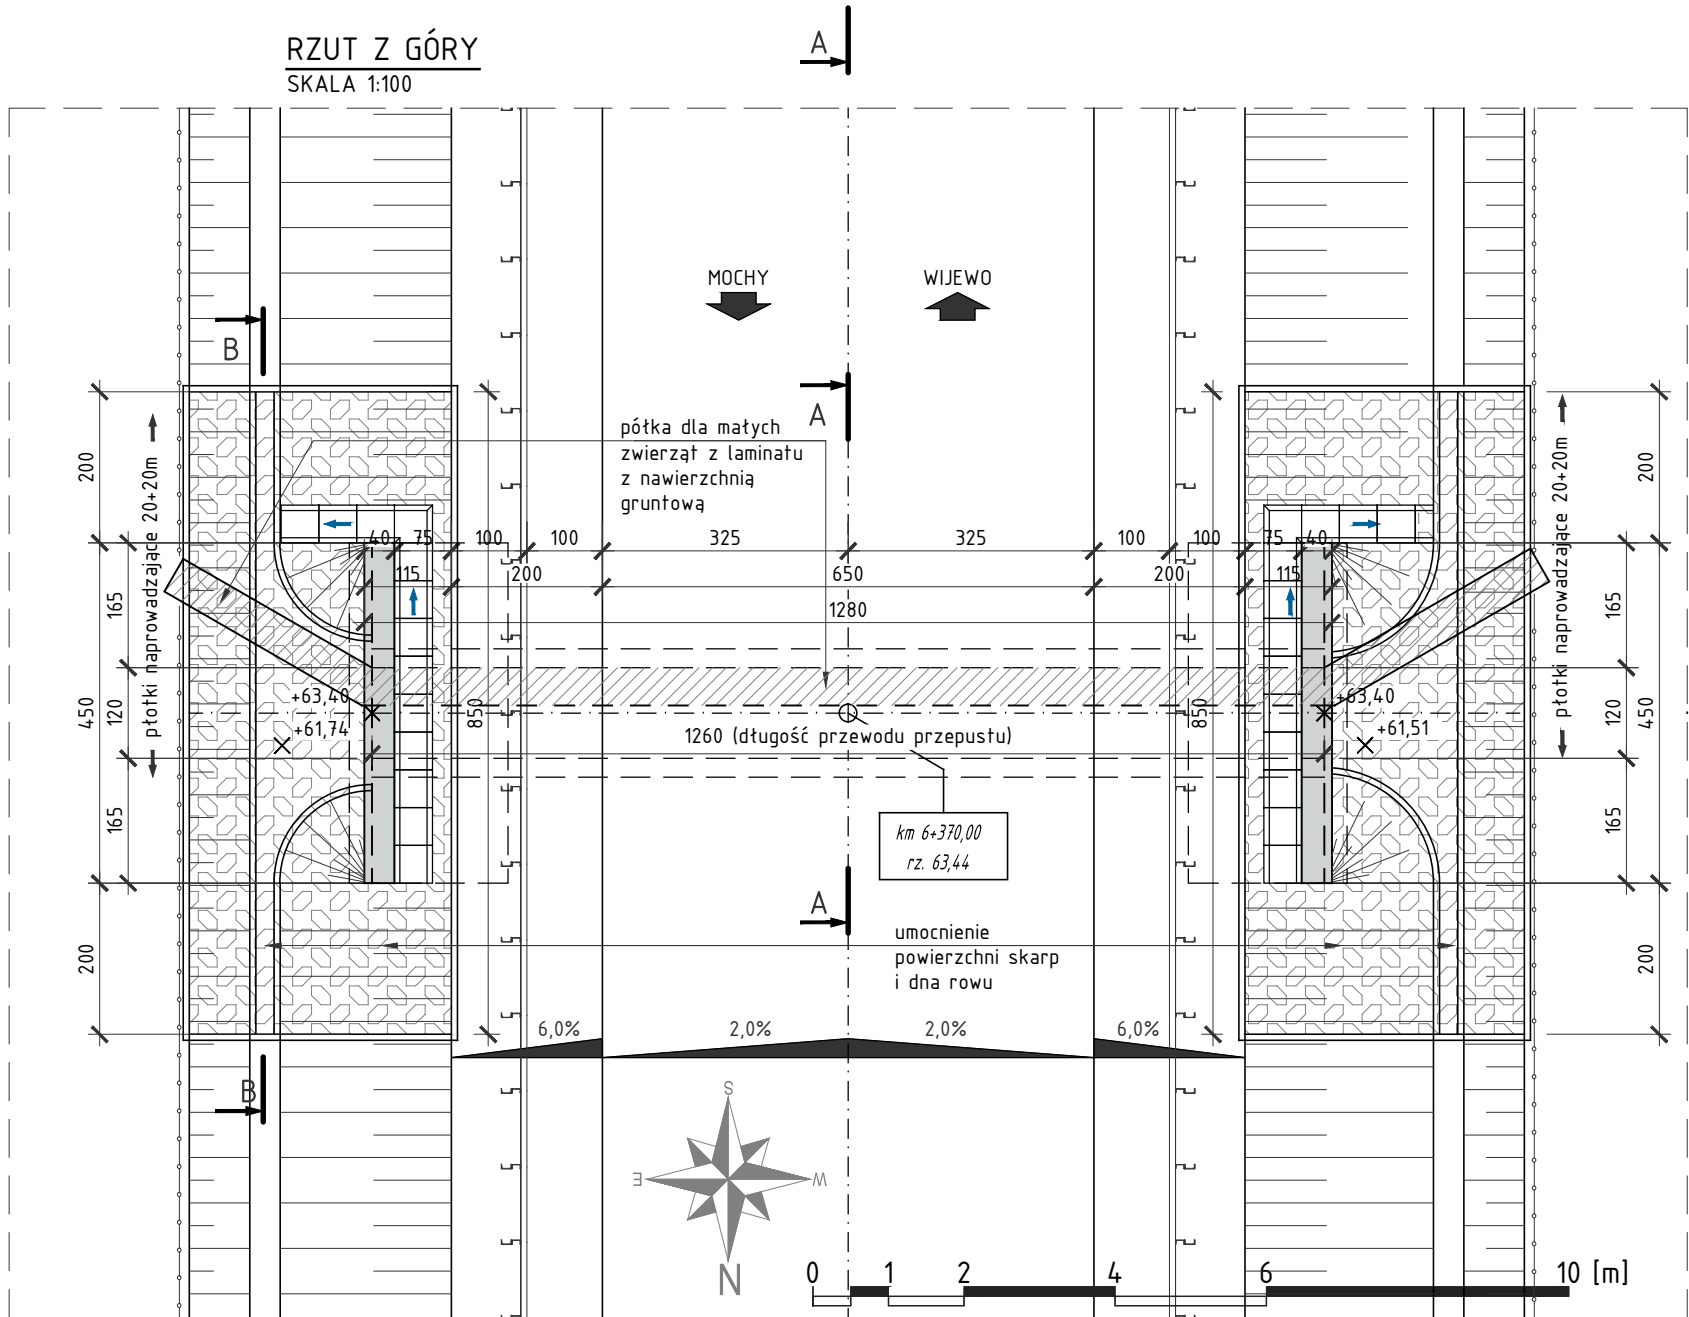 RZUT Z GÓRY
SKALA 1:100
A
MOCHY
WIJEWO
B
A
półka dla małych
zwierząt z laminatu
z nawierzchnią
gruntową
200
płotki naprowadzające 20+20m
płotki naprowadzające 20+20m
200
40 75 100 100 325 325 100 100 75 40
115 200 650 200 115
1280
165
165
450
120
850
850
120
450
+63,40
+61,74
+63,40
+61,51
1260 (długość przewodu przepustu)
165
165
km 6+370,00
rz. 63,44
A
umocnienie
powierzchni skarp
i dna rowu
200
200
6,0% 2,0% 2,0% 6,0%
B
S
E
W
N
0 1 2 4 6 10 [m]